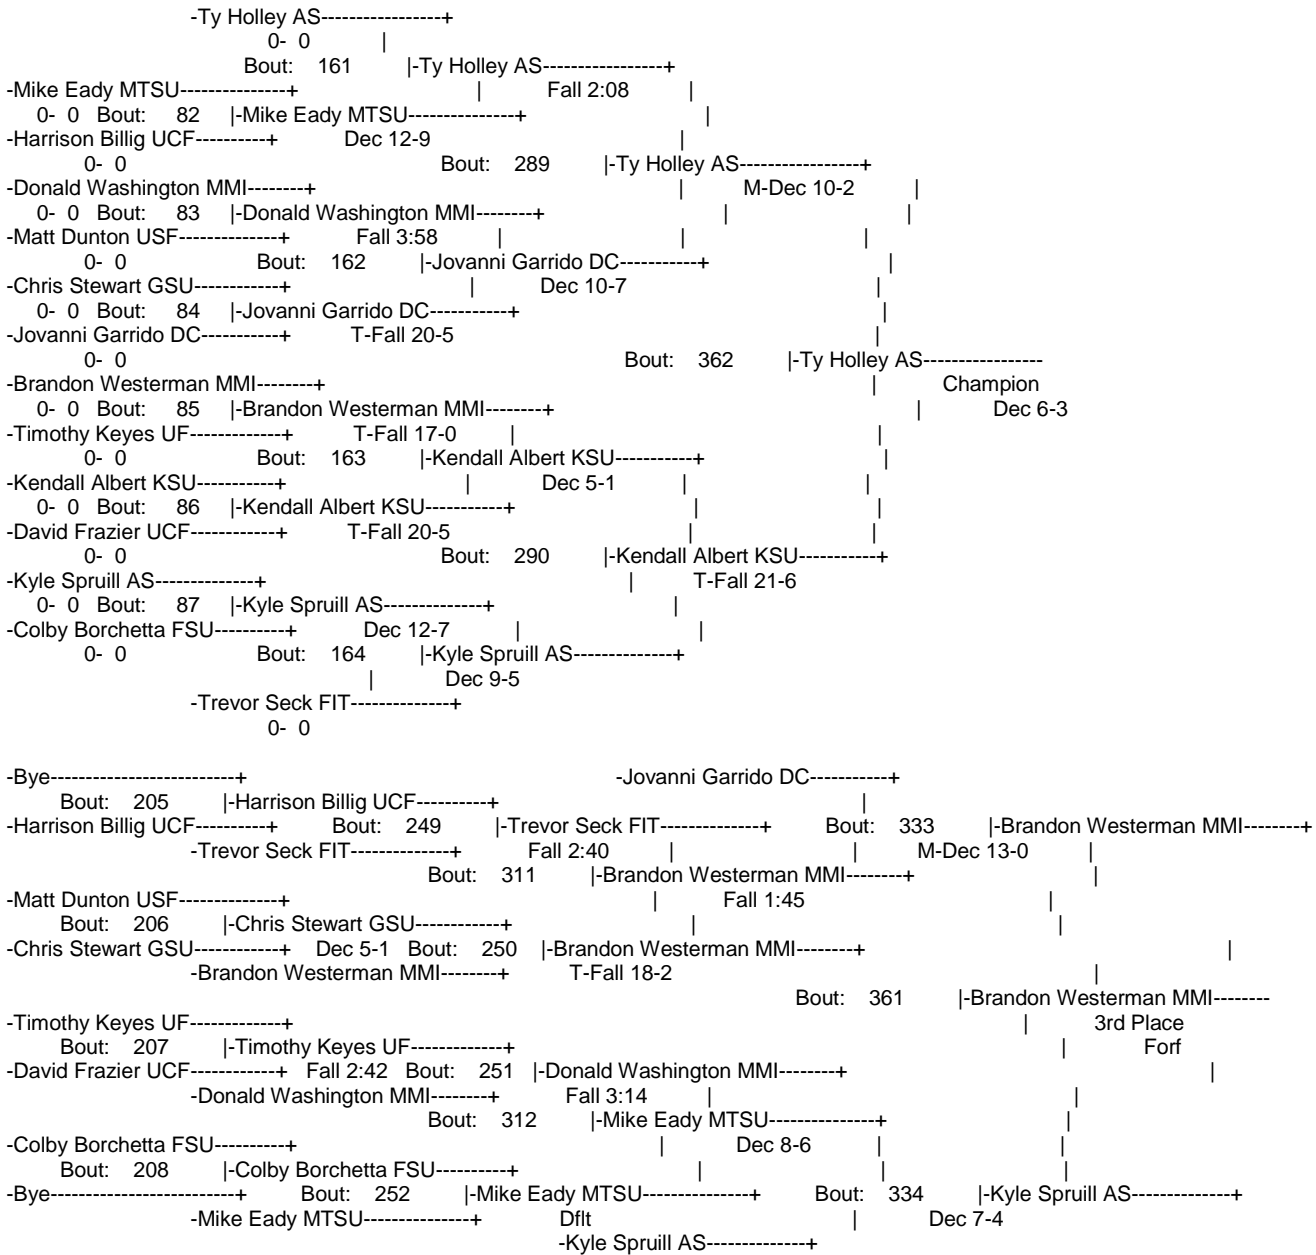 -Ty Holley AS-----------------+
0- 0 |
Bout: 161 |-Ty Holley AS-----------------+
-Mike Eady MTSU---------------+ | Fall 2:08 |
0- 0 Bout: 82 |-Mike Eady MTSU---------------+ |
-Harrison Billig UCF----------+ Dec 12-9 |
0- 0 Bout: 289 |-Ty Holley AS-----------------+
-Donald Washington MMI--------+ | M-Dec 10-2 |
0- 0 Bout: 83 |-Donald Washington MMI--------+ | |
-Matt Dunton USF--------------+ Fall 3:58 | | |
0- 0 Bout: 162 |-Jovanni Garrido DC-----------+ |
-Chris Stewart GSU------------+ | Dec 10-7 |
0- 0 Bout: 84 |-Jovanni Garrido DC-----------+ |
-Jovanni Garrido DC-----------+ T-Fall 20-5 |
0- 0 Bout: 362 |-Ty Holley AS-----------------
-Brandon Westerman MMI--------+ | Champion
0- 0 Bout: 85 |-Brandon Westerman MMI--------+ | Dec 6-3
-Timothy Keyes UF-------------+ T-Fall 17-0 | |
0- 0 Bout: 163 |-Kendall Albert KSU-----------+ |
-Kendall Albert KSU-----------+ | Dec 5-1 | |
0- 0 Bout: 86 |-Kendall Albert KSU-----------+ | |
-David Frazier UCF------------+ T-Fall 20-5 | |
0- 0 Bout: 290 |-Kendall Albert KSU-----------+
-Kyle Spruill AS--------------+ | T-Fall 21-6
0- 0 Bout: 87 |-Kyle Spruill AS--------------+ |
-Colby Borchetta FSU----------+ Dec 12-7 | |
0- 0 Bout: 164 |-Kyle Spruill AS--------------+
| Dec 9-5
-Trevor Seck FIT--------------+
0- 0
-Bye--------------------------+ -Jovanni Garrido DC-----------+
Bout: 205 |-Harrison Billig UCF----------+ |
-Harrison Billig UCF----------+ Bout: 249 |-Trevor Seck FIT--------------+ Bout: 333 |-Brandon Westerman MMI--------+
-Trevor Seck FIT--------------+ Fall 2:40 | | M-Dec 13-0 |
Bout: 311 |-Brandon Westerman MMI--------+ |
-Matt Dunton USF--------------+ | Fall 1:45 |
Bout: 206 |-Chris Stewart GSU------------+ | |
-Chris Stewart GSU------------+ Dec 5-1 Bout: 250 |-Brandon Westerman MMI--------+ |
-Brandon Westerman MMI--------+ T-Fall 18-2 |
Bout: 361 |-Brandon Westerman MMI--------
-Timothy Keyes UF-------------+ | 3rd Place
Bout: 207 |-Timothy Keyes UF-------------+ | Forf
-David Frazier UCF------------+ Fall 2:42 Bout: 251 |-Donald Washington MMI--------+ |
-Donald Washington MMI--------+ Fall 3:14 | |
Bout: 312 |-Mike Eady MTSU---------------+ |
-Colby Borchetta FSU----------+ | Dec 8-6 | |
Bout: 208 |-Colby Borchetta FSU----------+ | | |
-Bye--------------------------+ Bout: 252 |-Mike Eady MTSU---------------+ Bout: 334 |-Kyle Spruill AS--------------+
-Mike Eady MTSU---------------+ Dflt | Dec 7-4
-Kyle Spruill AS--------------+